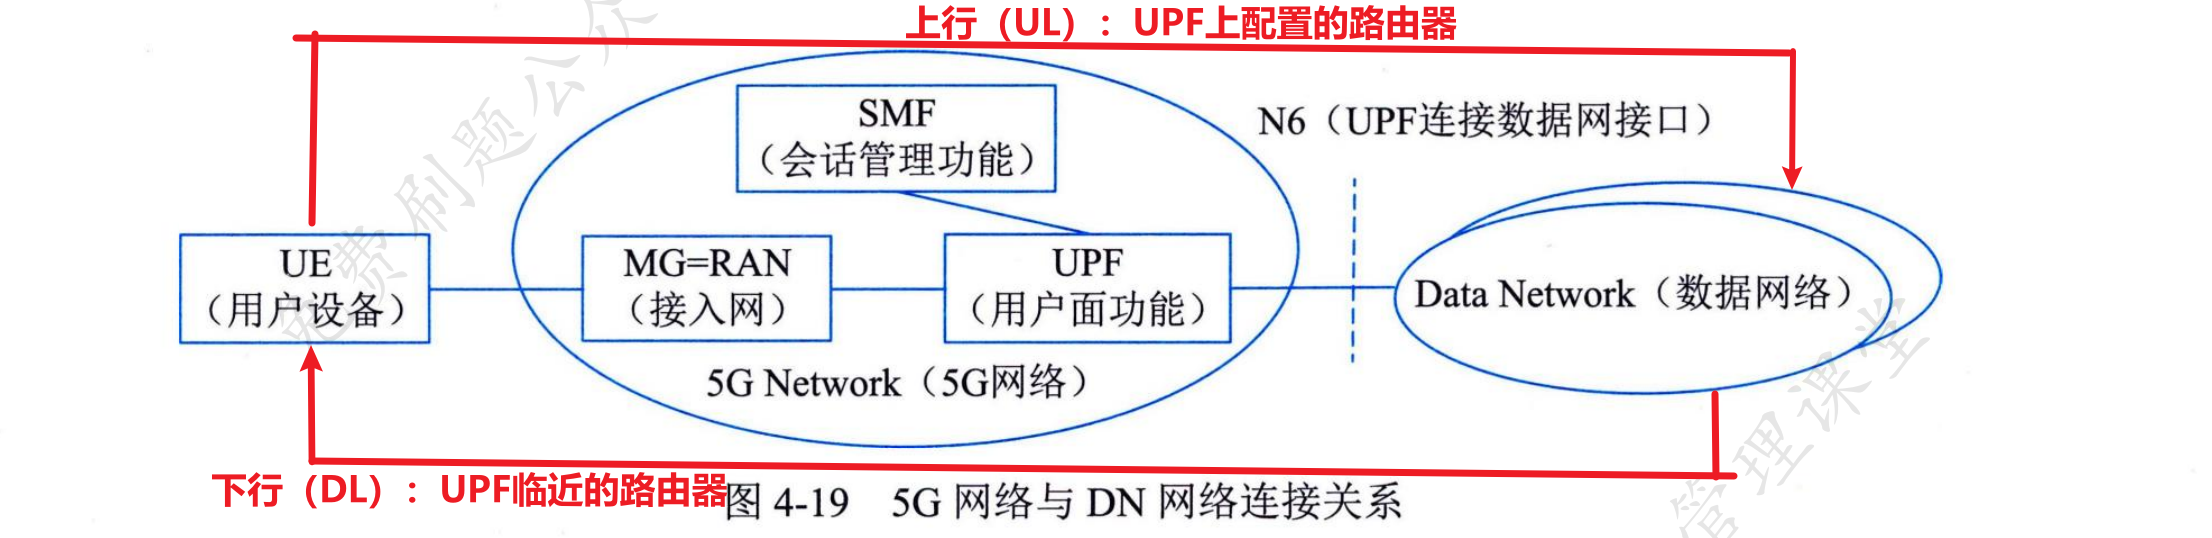 上行（UL）：UPF上配置的路由器
SMF
（会话管理功能）
N6（UPF连接数据网接口）
UE
（用户设备）
MG=RAN
（接入网）
UPF
（用户面功能）
Data Network（数据网络）
5G Network（5G网络）
下行（DL）：UPF临近的路由器
图 4-19　5G 网络与 DN 网络连接关系
免费刷题公众
管理课堂